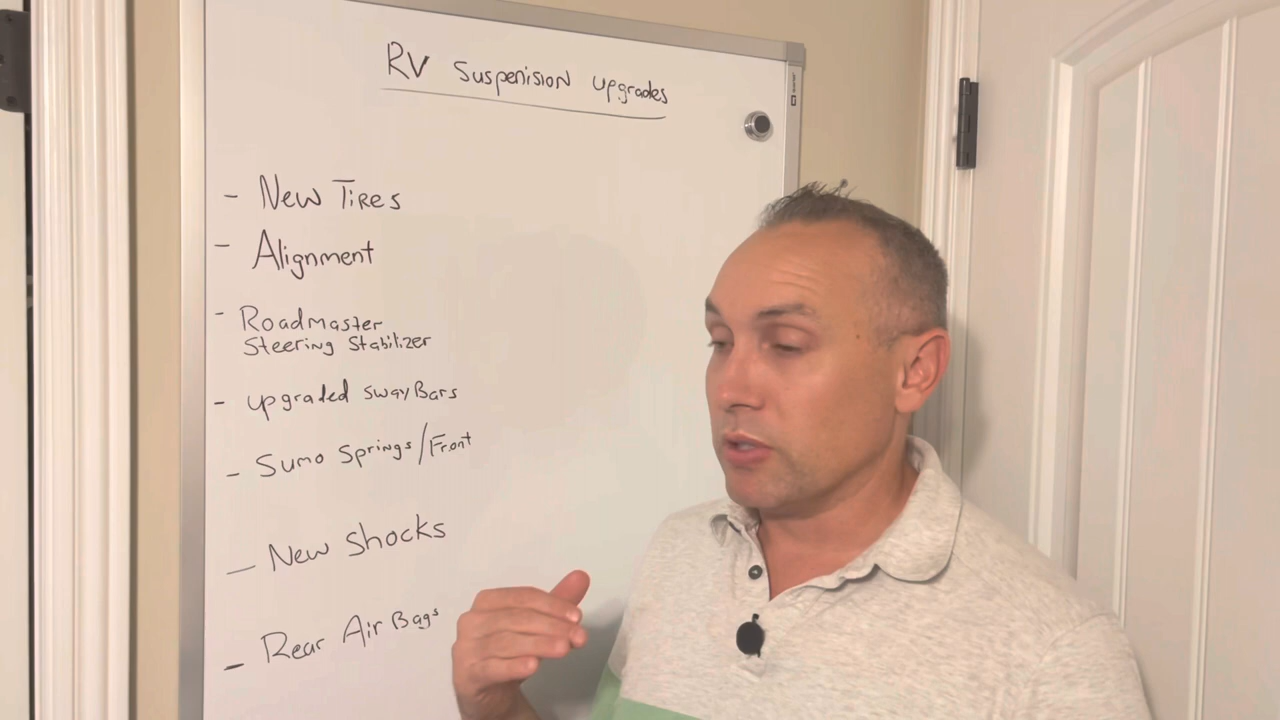 RV Suspenision upgrades
- New Tires
- Alignment
- Roadmaster
Steering Stabilizer
- upgraded sway Bars
- Sumo Springs/Front
- New Shocks
- Rear Air Bags